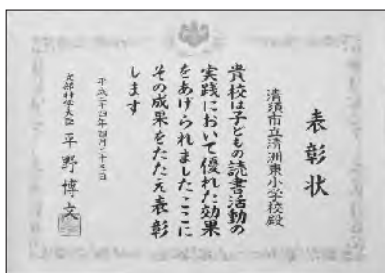 表彰状
清須市立清洲東小学校殿
貴校は子どもの読書活動の
実践において優れた効果
をあげられましたここに
その成果をたたえ表彰
します
平成二十四年四月二十三日
文部科学大臣 平野博文